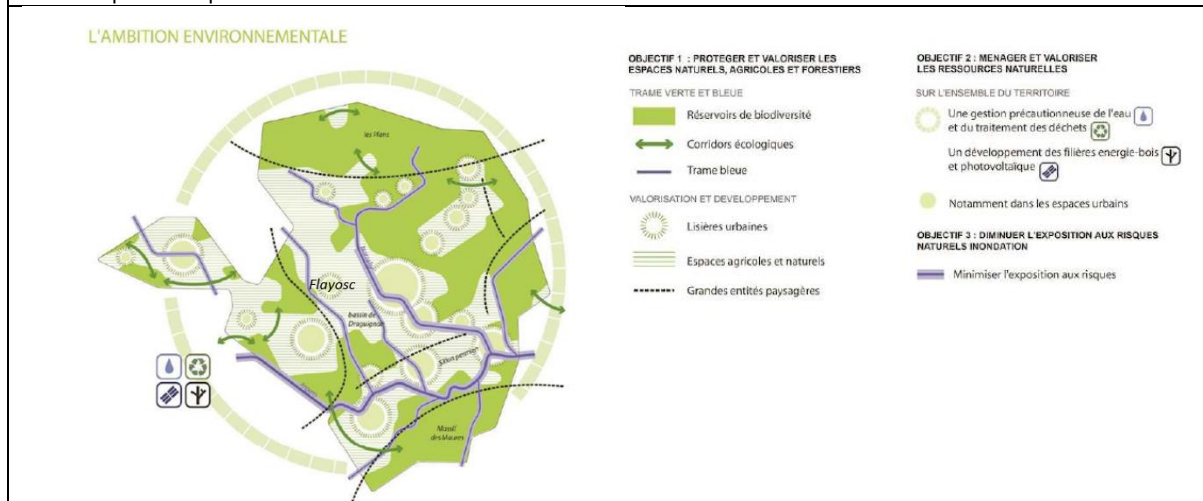 L'AMBITION ENVIRONNEMENTALE
les Plans
Flayosc
bassin de
Draguignan
Sillon permien
Massif
des Maures
OBJECTIF 1 : PROTEGER ET VALORISER LES
ESPACES NATURELS, AGRICOLES ET FORESTIERS
TRAME VERTE ET BLEUE
Réservoirs de biodiversité
Corridors écologiques
Trame bleue
VALORISATION ET DEVELOPPEMENT
Lisières urbaines
Espaces agricoles et naturels
Grandes entités paysagères
OBJECTIF 2 : MENAGER ET VALORISER
LES RESSOURCES NATURELLES
SUR L'ENSEMBLE DU TERRITOIRE
Une gestion précautionneuse de l'eau
et du traitement des déchets
Un développement des filières energie-bois
et photovoltaïque
Notamment dans les espaces urbains
OBJECTIF 3 : DIMINUER L'EXPOSITION AUX RISQUES
NATURELS INONDATION
Minimiser l'exposition aux risques